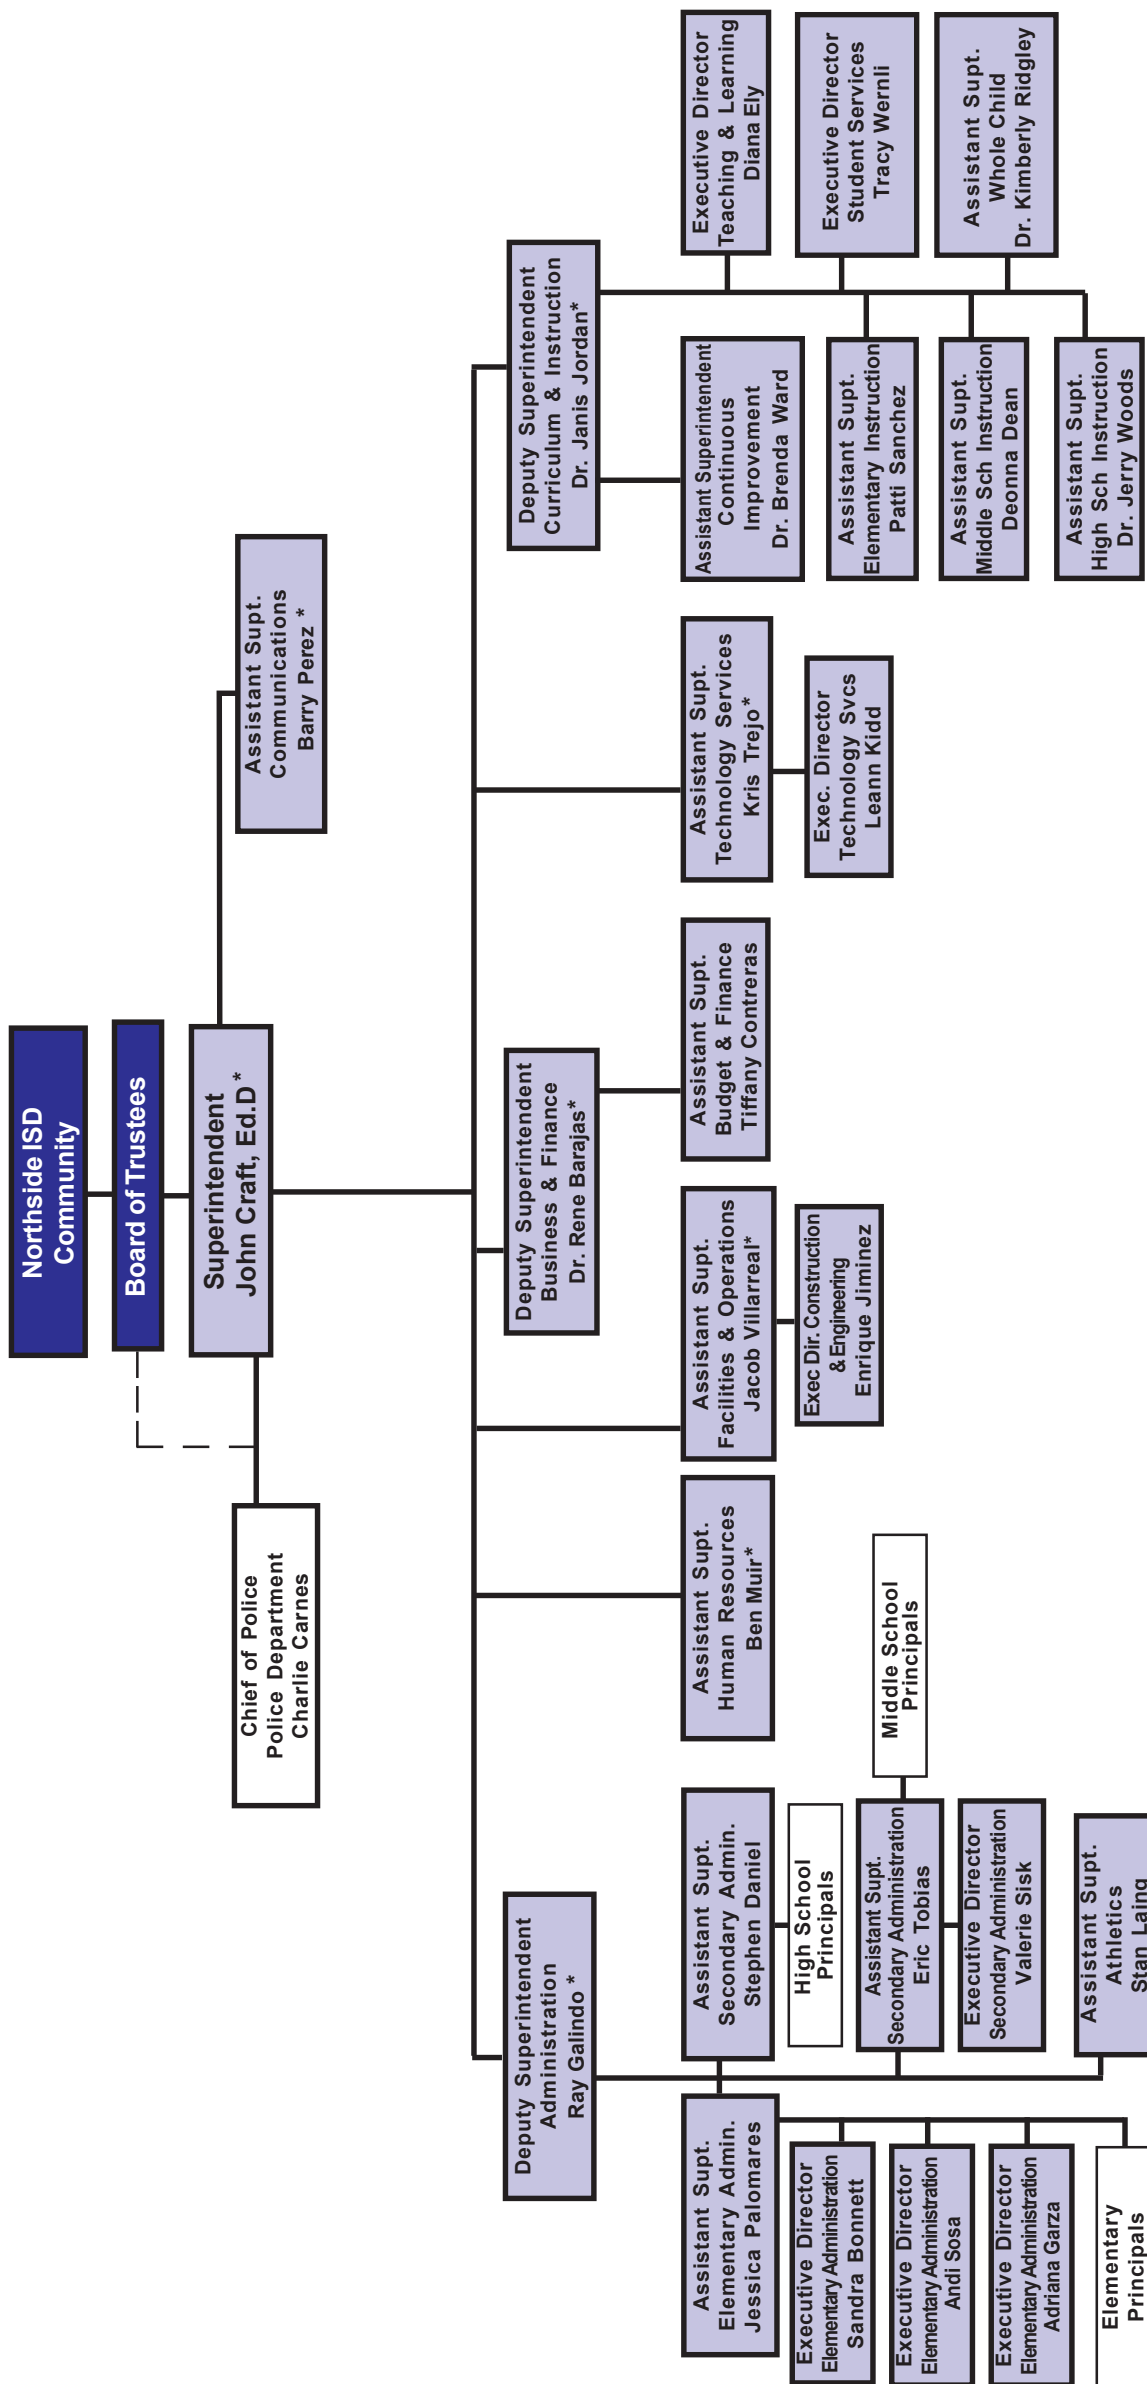 Northside ISD
Community
Board of Trustees
Superintendent
John Craft, Ed.D *
Chief of Police
Police Department
Charlie Carnes
Assistant Supt.
Communications
Barry Perez *
Deputy Superintendent
Administration
Ray Galindo *
Deputy Superintendent
Business & Finance
Dr. Rene Barajas*
Deputy Superintendent
Curriculum & Instruction
Dr. Janis Jordan*
Assistant Supt.
Elementary Admin.
Jessica Palomares
Executive Director
Elementary Administration
Sandra Bonnett
Executive Director
Elementary Administration
Andi Sosa
Executive Director
Elementary Administration
Adriana Garza
Elementary
Principals
Assistant Supt.
Secondary Admin.
Stephen Daniel
High School
Principals
Assistant Supt.
Secondary Administration
Eric Tobias
Middle School
Principals
Executive Director
Secondary Administration
Valerie Sisk
Assistant Supt.
Athletics
Stan Laing
Assistant Supt.
Human Resources
Ben Muir*
Assistant Supt.
Facilities & Operations
Jacob Villarreal*
Exec Dir. Construction
& Engineering
Enrique Jiminez
Assistant Supt.
Budget & Finance
Tiffany Contreras
Assistant Supt.
Technology Services
Kris Trejo*
Exec. Director
Technology Svcs
Leann Kidd
Assistant Superintendent
Continuous
Improvement
Dr. Brenda Ward
Assistant Supt.
Elementary Instruction
Patti Sanchez
Assistant Supt.
Middle Sch Instruction
Deonna Dean
Assistant Supt.
High Sch Instruction
Dr. Jerry Woods
Executive Director
Teaching & Learning
Diana Ely
Executive Director
Student Services
Tracy Wernli
Assistant Supt.
Whole Child
Dr. Kimberly Ridgley